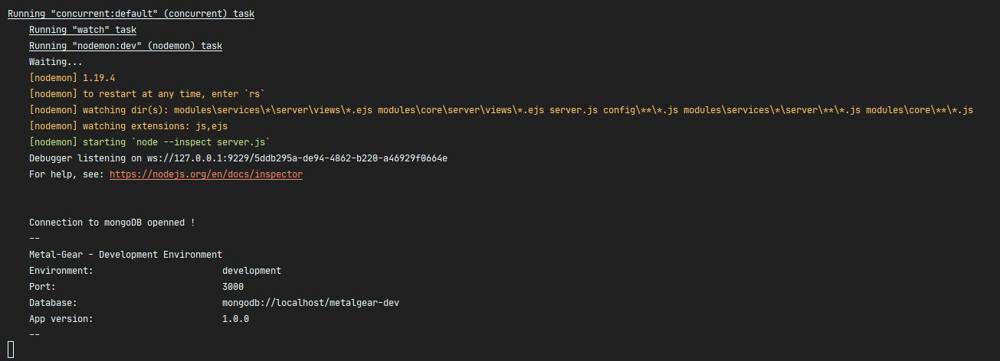 Running "concurrent:default" (concurrent) task
Running "watch" task
Running "nodemon:dev" (nodemon) task
Waiting...
[nodemon] 1.19.4
[nodemon] to restart at any time, enter `rs`
[nodemon] watching dir(s): modules\services\*\server\views\*.ejs modules\core\server\views\*.ejs server.js config\**\*.js modules\services\*\server\**\*.js modules\core\**\*.js
[nodemon] watching extensions: js,ejs
[nodemon] starting `node --inspect server.js`
Debugger listening on ws://127.0.0.1:9229/5ddb295a-de94-4862-b220-a46929f0664e
For help, see: https://nodejs.org/en/docs/inspector
Connection to mongoDB openned !
--
Metal-Gear - Development Environment
Environment: development
Port: 3000
Database: mongodb://localhost/metalgear-dev
App version: 1.0.0
--